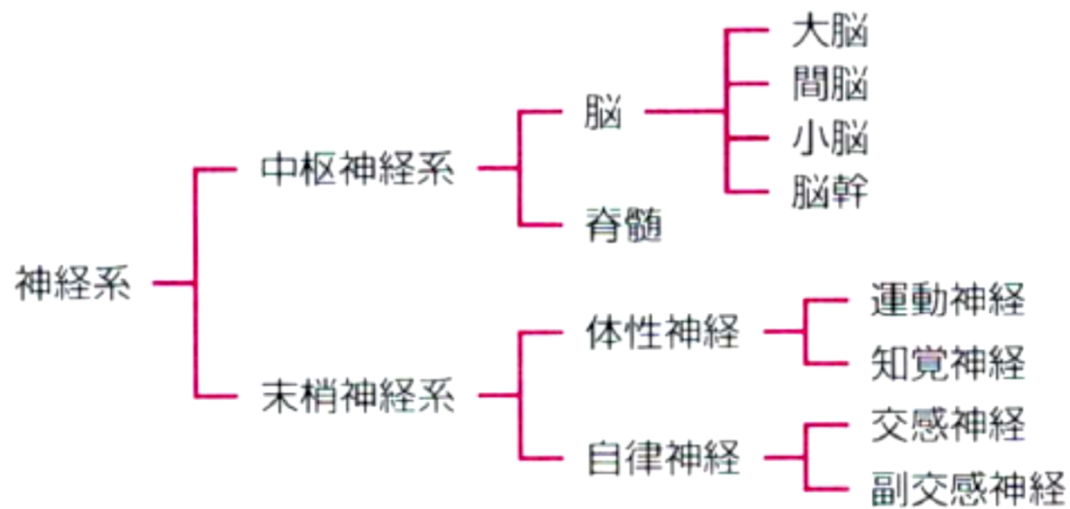 神経系
中枢神経系
脳
大脳
間脳
小脳
脳幹
脊髄
末梢神経系
体性神経
運動神経
知覚神経
自律神経
交感神経
副交感神経